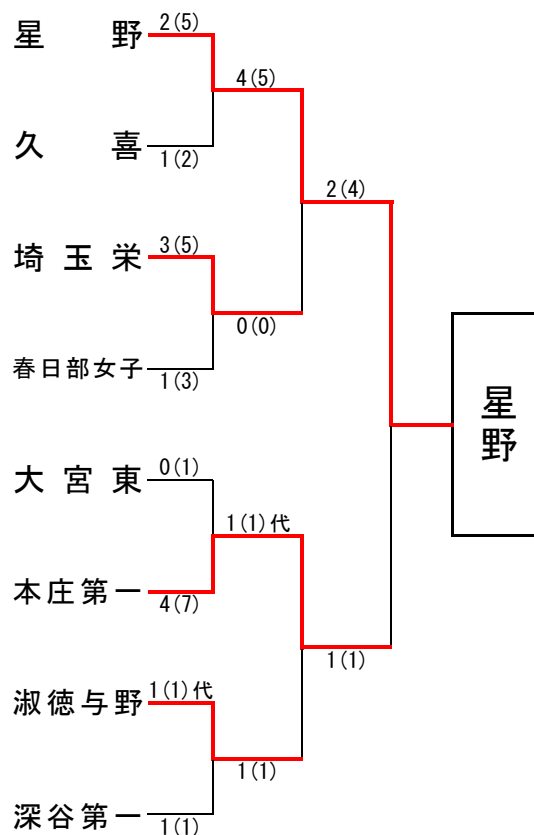 星野
2(5)
4(5)
久喜
1(2)
2(4)
埼玉栄
3(5)
0(0)
春日部女子
1(3)
星野
大宮東
0(1)
1(1)代
本庄第一
4(7)
1(1)
淑徳与野
1(1)代
1(1)
深谷第一
1(1)